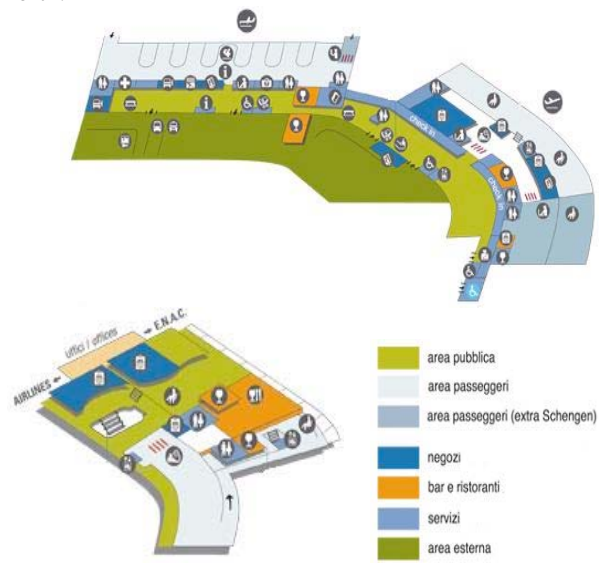 check in
check in
uffici / offices
E.N.A.C.
AIRLINES
area pubblica
area passeggeri
area passeggeri (extra Schengen)
negozi
bar e ristoranti
servizi
area esterna